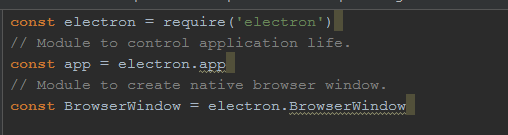 const electron = require('electron')
// Module to control application life.
const app = electron.app
// Module to create native browser window.
const BrowserWindow = electron.BrowserWindow